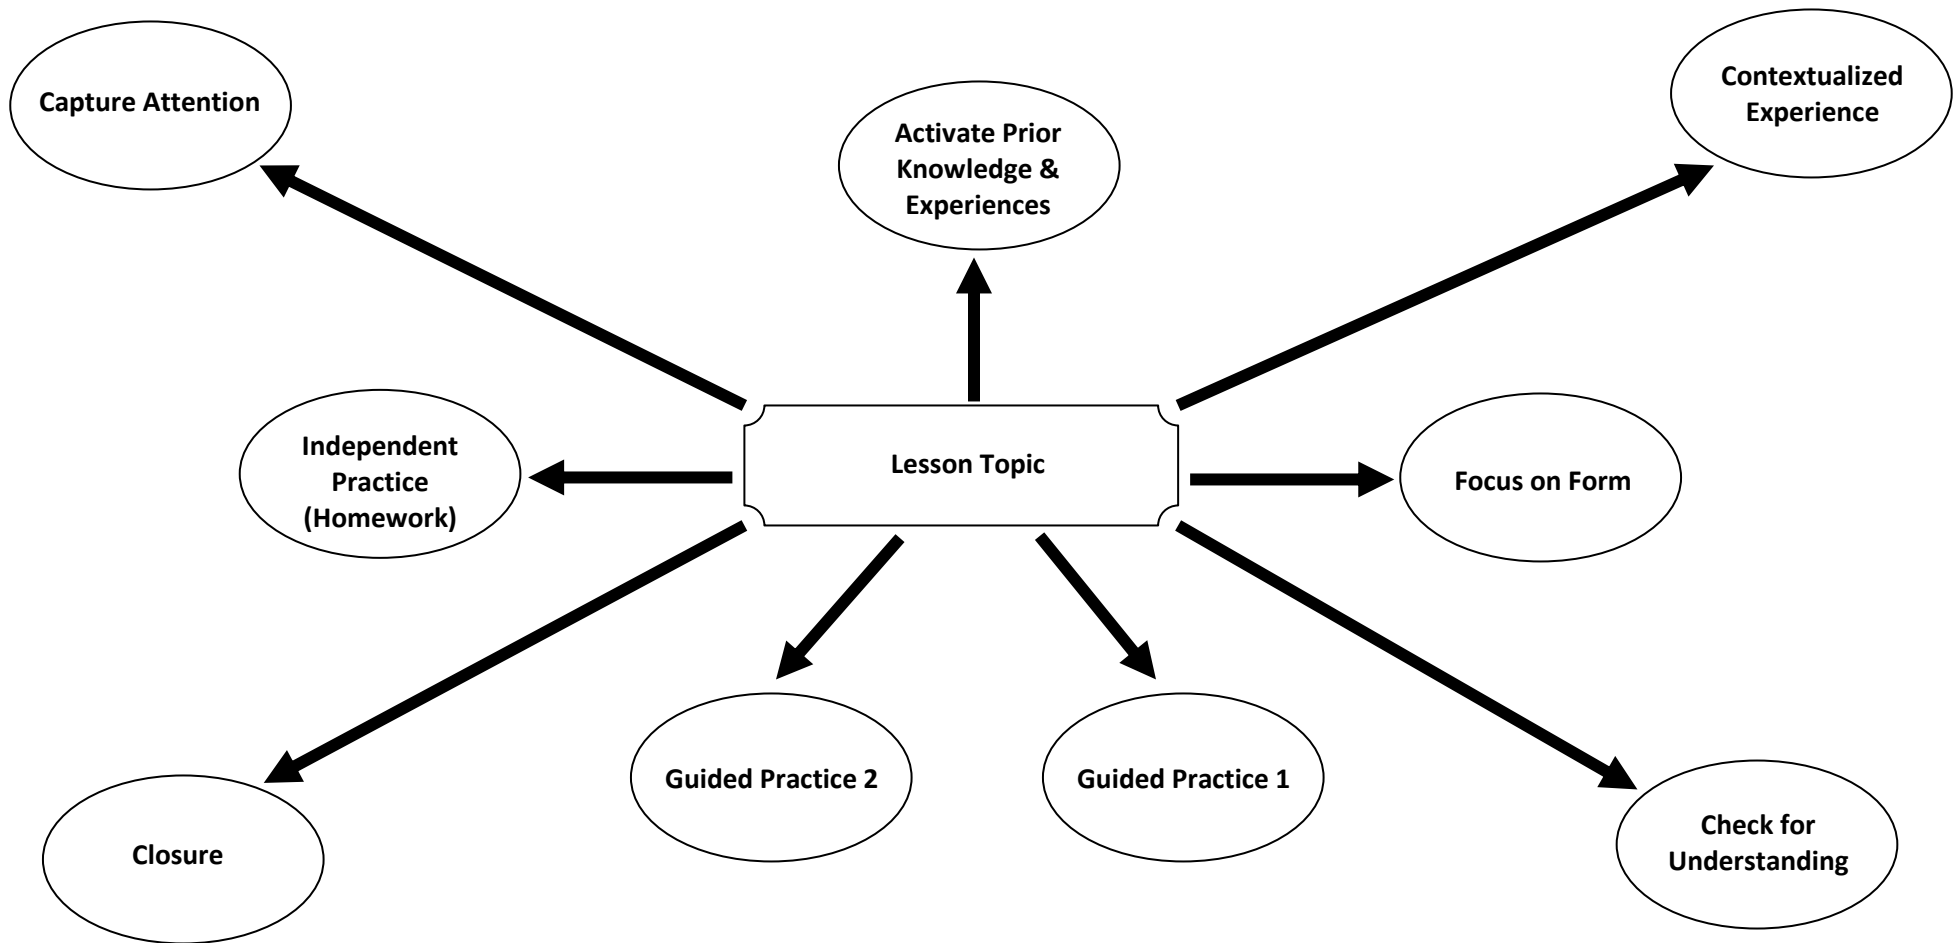 Capture Attention
Activate Prior
Knowledge &
Experiences
Contextualized
Experience
Independent
Practice
(Homework)
Lesson Topic
Focus on Form
Closure
Guided Practice 2
Guided Practice 1
Check for
Understanding